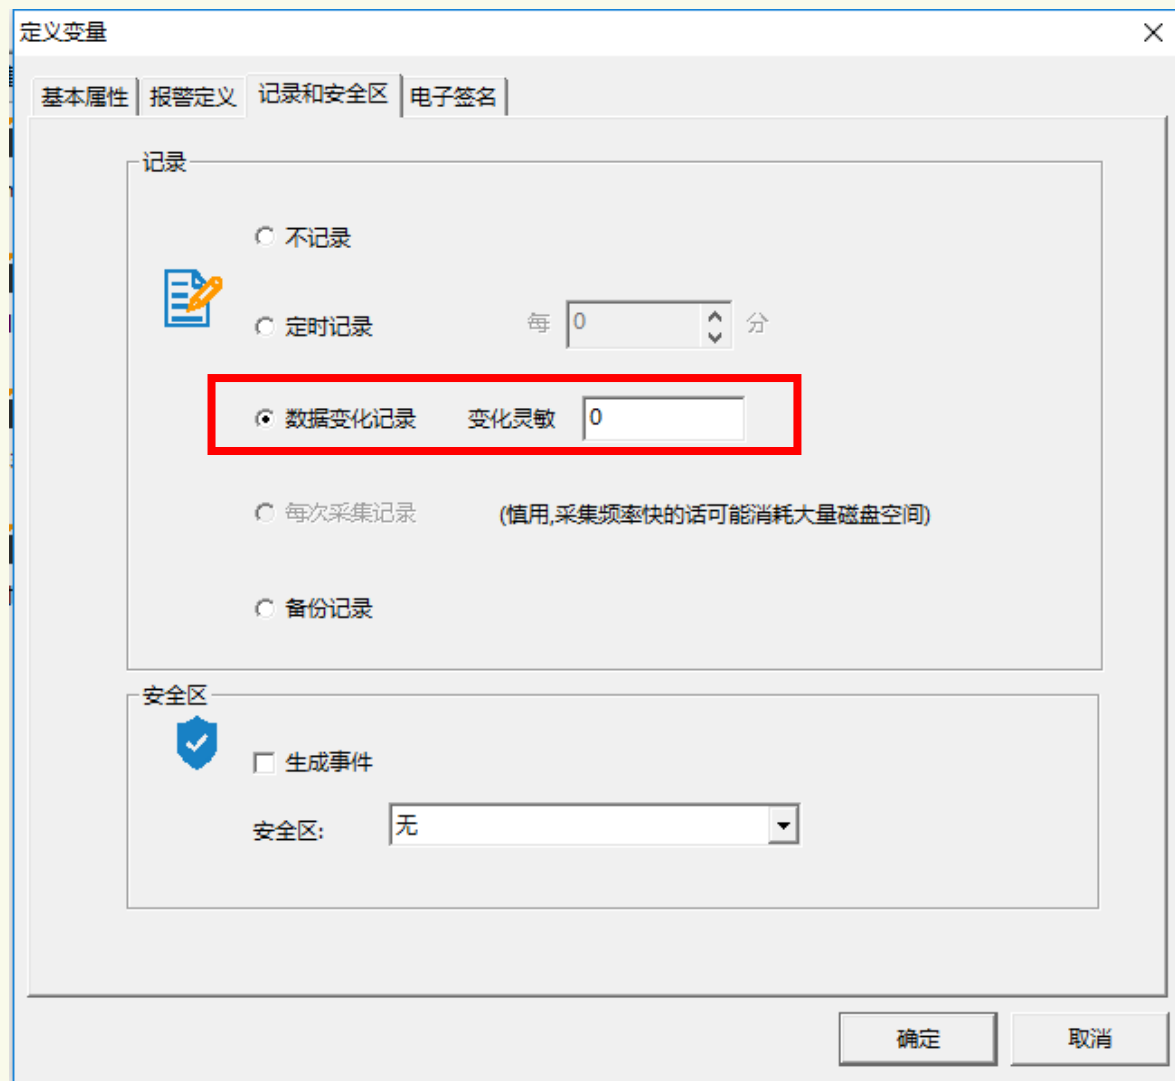 定义变量
基本属性 报警定义 记录和安全区 电子签名
记录
不记录
定时记录 每 0 分
数据变化记录 变化灵敏 0
每次采集记录 (慎用,采集频率快的话可能消耗大量磁盘空间)
备份记录
安全区
生成事件
安全区: 无
确定 取消